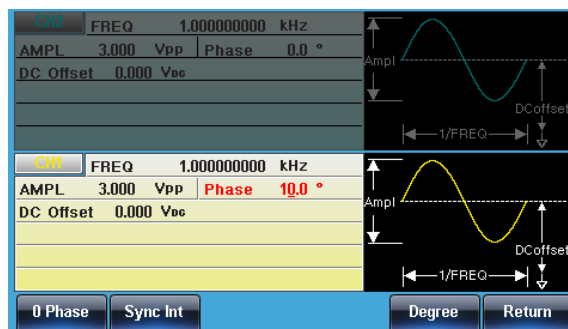 CH2 FREQ 1.000000000 kHz
AMPL 3.000 Vpp Phase 0.0 °
DC Offset 0.000 VDC
Ampl
DCoffset
1/FREQ
CH1 FREQ 1.000000000 kHz
AMPL 3.000 Vpp Phase 10.0 °
DC Offset 0.000 VDC
Ampl
DCoffset
1/FREQ
0 Phase Sync Int Degree Return